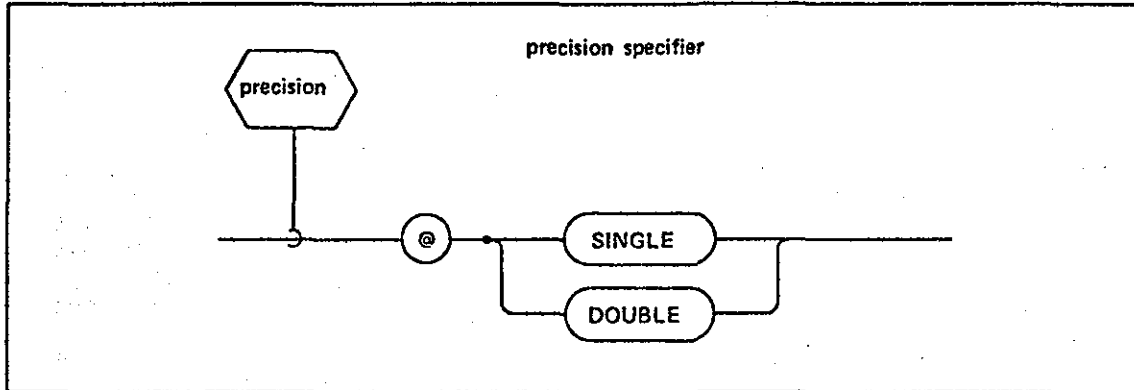 precision specifier
precision
@
SINGLE
DOUBLE